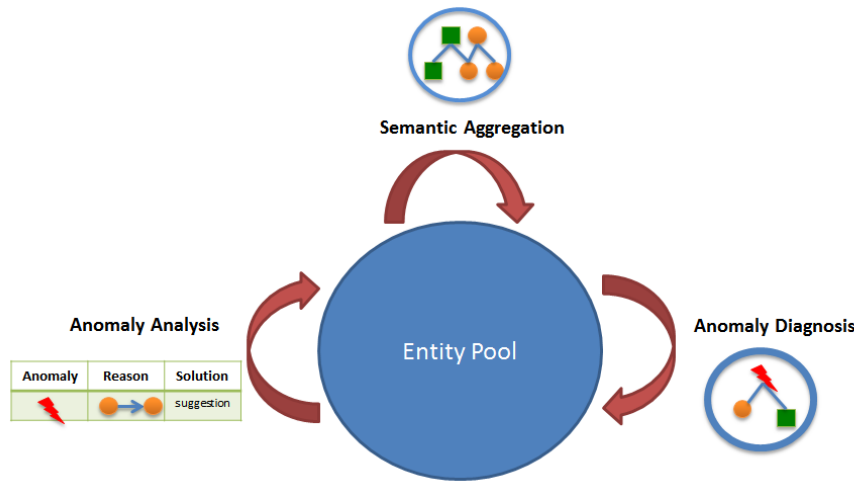 Semantic Aggregation
Anomaly Analysis
Anomaly Reason Solution
suggestion
Entity Pool
Anomaly Diagnosis